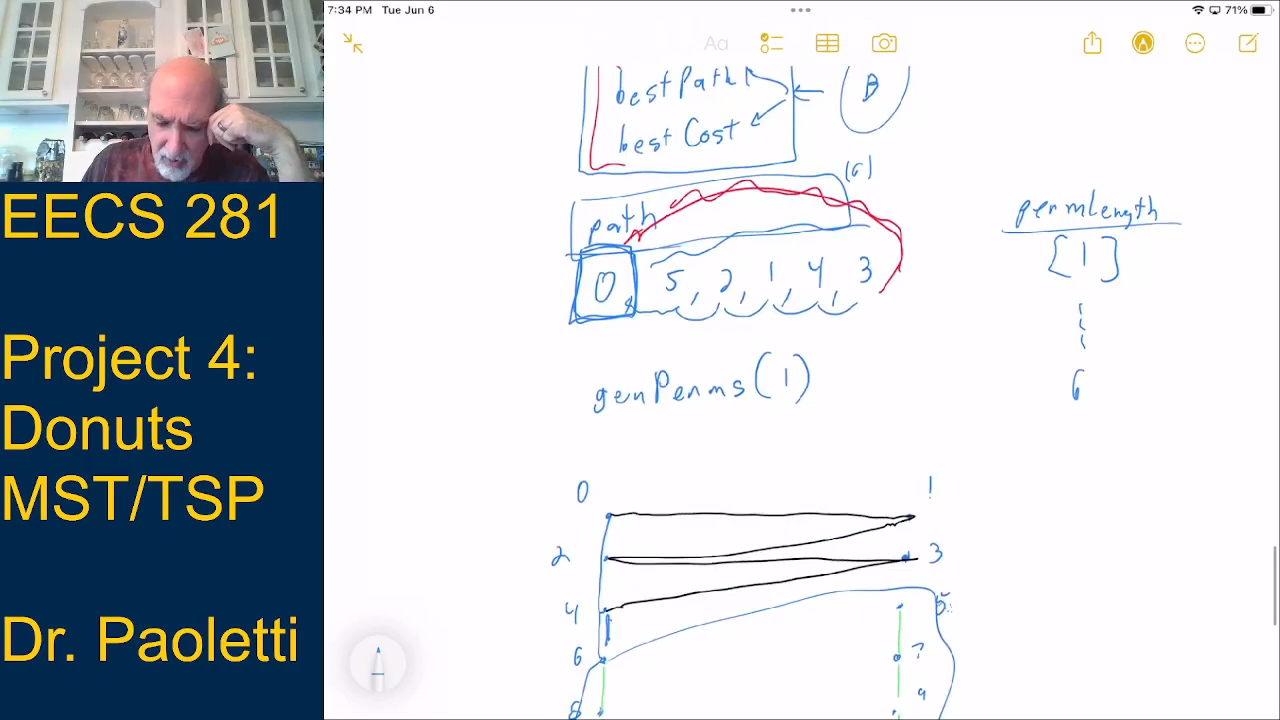 7:34 PM Tue Jun 6
71%
Aa
EECS 281
Project 4:
Donuts
MST/TSP
Dr. Paoletti
bestPath
B
bestCost
path
permLength
[1]
0 5 2 1 4 3
6
genPerms(1)
0 1
2 3
4 5
6 7
8 9